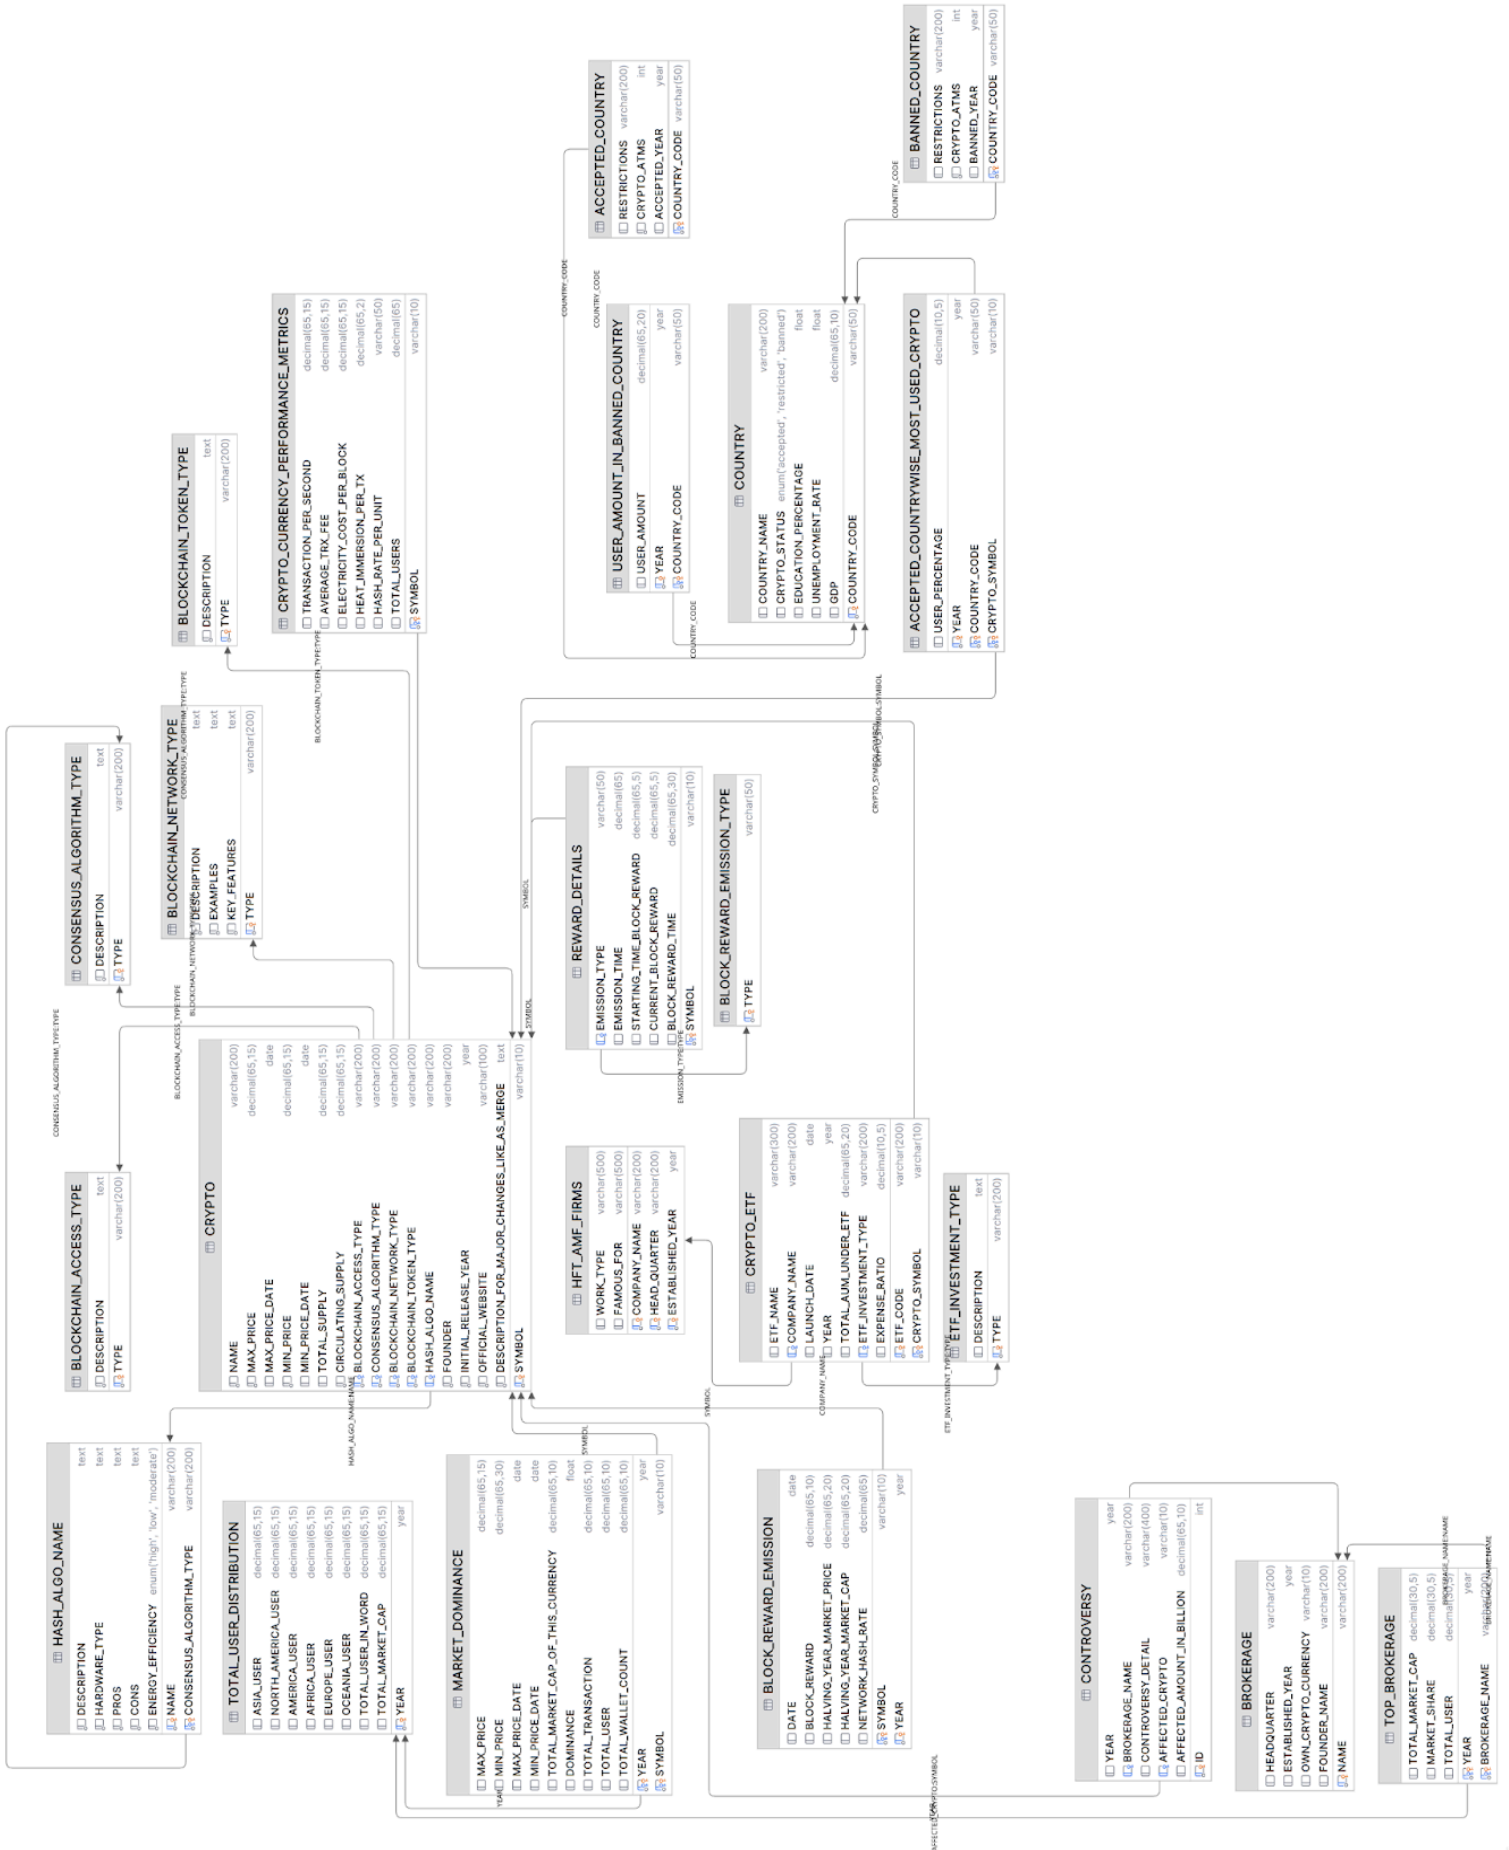 HASH_ALGO_NAME
DESCRIPTION text
HARDWARE_TYPE text
PROS text
CONS text
ENERGY_EFFICIENCY enum('high', 'low', 'moderate')
NAME varchar(200)
CONSENSUS_ALGORITHM_TYPE varchar(200)
BLOCKCHAIN_ACCESS_TYPE
DESCRIPTION text
TYPE varchar(200)
CONSENSUS_ALGORITHM_TYPE:TYPE
CONSENSUS_ALGORITHM_TYPE
DESCRIPTION text
TYPE varchar(200)
BLOCKCHAIN_ACCESS_TYPE:TYPE
BLOCKCHAIN_NETWORK_TYPE
DESCRIPTION text
EXAMPLES text
KEY_FEATURES text
TYPE varchar(200)
CONSENSUS_ALGORITHM_TYPE:TYPE
BLOCKCHAIN_TOKEN_TYPE
DESCRIPTION text
TYPE varchar(200)
TOTAL_USER_DISTRIBUTION
ASIA_USER decimal(65,15)
NORTH_AMERICA_USER decimal(65,15)
AMERICA_USER decimal(65,15)
AFRICA_USER decimal(65,15)
EUROPE_USER decimal(65,15)
OCEANIA_USER decimal(65,15)
TOTAL_USER_IN_WORD decimal(65,15)
TOTAL_MARKET_CAP decimal(65,15)
YEAR year
HASH_ALGO_NAME:NAME
CRYPTO
NAME varchar(200)
MAX_PRICE decimal(65,15)
MAX_PRICE_DATE date
MIN_PRICE decimal(65,15)
MIN_PRICE_DATE date
TOTAL_SUPPLY decimal(65,15)
CIRCULATING_SUPPLY decimal(65,15)
BLOCKCHAIN_ACCESS_TYPE varchar(200)
CONSENSUS_ALGORITHM_TYPE varchar(200)
BLOCKCHAIN_NETWORK_TYPE varchar(200)
BLOCKCHAIN_TOKEN_TYPE varchar(200)
HASH_ALGO_NAME varchar(200)
FOUNDER varchar(200)
INITIAL_RELEASE_YEAR year
OFFICIAL_WEBSITE varchar(100)
DESCRIPTION_FOR_MAJOR_CHANGES_LIKE_AS_MERGE text
SYMBOL varchar(10)
BLOCKCHAIN_TOKEN_TYPE:TYPE
CRYPTO_CURRENCY_PERFORMANCE_METRICS
TRANSACTION_PER_SECOND decimal(65,15)
AVERAGE_TRX_FEE decimal(65,15)
ELECTRICITY_COST_PER_BLOCK decimal(65,15)
HEAT_IMMERSION_PER_TX decimal(65,2)
HASH_RATE_PER_UNIT varchar(50)
TOTAL_USERS decimal(65)
SYMBOL varchar(10)
MARKET_DOMINANCE
MAX_PRICE decimal(65,15)
MIN_PRICE decimal(65,30)
MAX_PRICE_DATE date
MIN_PRICE_DATE date
TOTAL_MARKET_CAP_OF_THIS_CURRENCY decimal(65,10)
DOMINANCE float
TOTAL_TRANSACTION decimal(65,10)
TOTAL_USER decimal(65,10)
TOTAL_WALLET_COUNT decimal(65,10)
YEAR year
SYMBOL varchar(10)
SYMBOL
SYMBOL
SYMBOL
HFT_AMF_FIRMS
WORK_TYPE varchar(500)
FAMOUS_FOR varchar(500)
COMPANY_NAME varchar(200)
HEAD_QUARTER varchar(200)
ESTABLISHED_YEAR year
REWARD_DETAILS
EMISSION_TYPE varchar(50)
EMISSION_TIME decimal(65)
STARTING_TIME_BLOCK_REWARD decimal(65,5)
CURRENT_BLOCK_REWARD decimal(65,5)
BLOCK_REWARD_TIME decimal(65,30)
SYMBOL varchar(10)
EMISSION_TYPE:TYPE
COUNTRY_CODE
COUNTRY_CODE
ACCEPTED_COUNTRY
RESTRICTIONS varchar(200)
CRYPTO_ATMS int
ACCEPTED_YEAR year
COUNTRY_CODE varchar(50)
USER_AMOUNT_IN_BANNED_COUNTRY
USER_AMOUNT decimal(65,20)
YEAR year
COUNTRY_CODE varchar(50)
COUNTRY_CODE
SYMBOL
BLOCK_REWARD_EMISSION_TYPE
TYPE varchar(50)
COUNTRY
COUNTRY_NAME varchar(200)
CRYPTO_STATUS enum('accepted', 'restricted', 'banned')
EDUCATION_PERCENTAGE float
UNEMPLOYMENT_RATE float
GDP decimal(65,10)
COUNTRY_CODE varchar(50)
CRYPTO_ETF
ETF_NAME varchar(300)
COMPANY_NAME varchar(200)
LAUNCH_DATE date
YEAR year
TOTAL_AUM_UNDER_ETF decimal(65,20)
ETF_INVESTMENT_TYPE varchar(200)
EXPENSE_RATIO decimal(10,5)
ETF_CODE varchar(200)
CRYPTO_SYMBOL varchar(10)
COMPANY_NAME
BLOCK_REWARD_EMISSION
DATE date
BLOCK_REWARD decimal(65,10)
HALVING_YEAR_MARKET_PRICE decimal(65,20)
HALVING_YEAR_MARKET_CAP decimal(65,20)
NETWORK_HASH_RATE decimal(65)
SYMBOL varchar(10)
YEAR year
COUNTRY_CODE
ACCEPTED_COUNTRYWISE_MOST_USED_CRYPTO
USER_PERCENTAGE decimal(10,5)
YEAR year
COUNTRY_CODE varchar(50)
CRYPTO_SYMBOL varchar(10)
BANNED_COUNTRY
RESTRICTIONS varchar(200)
CRYPTO_ATMS int
BANNED_YEAR year
COUNTRY_CODE varchar(50)
ETF_INVESTMENT_TYPE
DESCRIPTION text
TYPE varchar(200)
CONTROVERSY
YEAR year
BROKERAGE_NAME varchar(200)
CONTROVERSY_DETAIL varchar(400)
AFFECTED_CRYPTO varchar(10)
AFFECTED_AMOUNT_IN_BILLION decimal(65,10)
ID int
BROKERAGE
HEADQUARTER varchar(200)
ESTABLISHED_YEAR year
OWN_CRYPTO_CURRENCY varchar(10)
FOUNDER_NAME varchar(200)
NAME varchar(200)
TOP_BROKERAGE
TOTAL_MARKET_CAP decimal(30,5)
MARKET_SHARE decimal(30,5)
TOTAL_USER
YEAR year
BROKERAGE_NAME